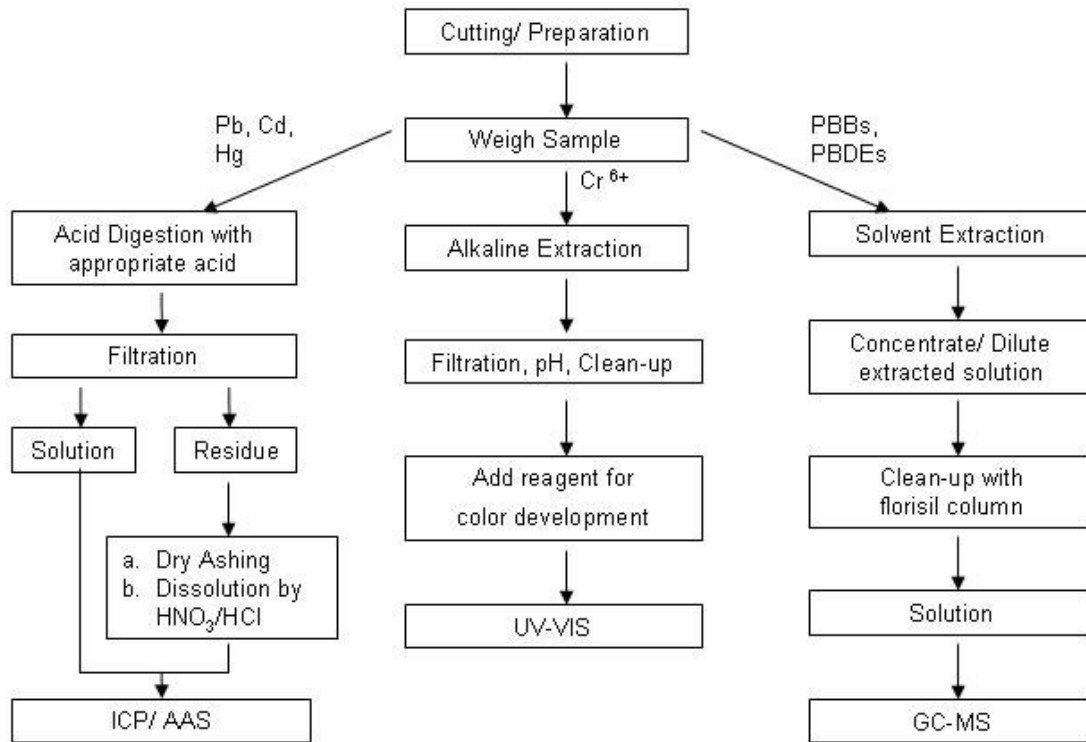 Cutting/ Preparation
Pb, Cd,
Hg
Weigh Sample
PBBs,
PBDEs
Cr ⁶⁺
Acid Digestion with
appropriate acid
Alkaline Extraction
Solvent Extraction
Filtration
Filtration, pH, Clean-up
Concentrate/ Dilute
extracted solution
Solution
Residue
Add reagent for
color development
Clean-up with
florisil column
a. Dry Ashing
b. Dissolution by
HNO₃/HCl
UV-VIS
Solution
ICP/ AAS
GC-MS